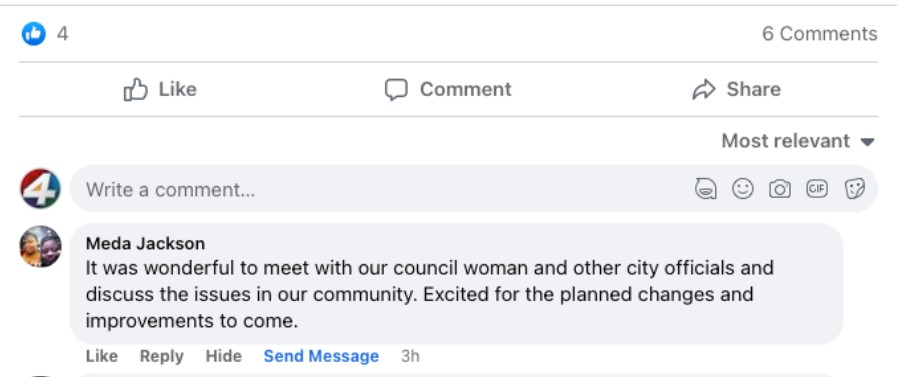 4 6 Comments
Like Comment Share
Most relevant
4 Write a comment... GIF
Meda Jackson
It was wonderful to meet with our council woman and other city officials and
discuss the issues in our community. Excited for the planned changes and
improvements to come.
Like Reply Hide Send Message 3h